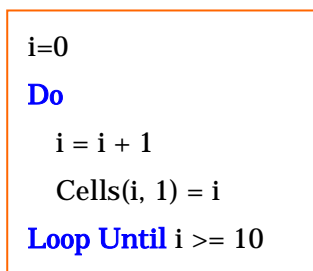 i=0
Do
i = i + 1
Cells(i, 1) = i
Loop Until i >= 10